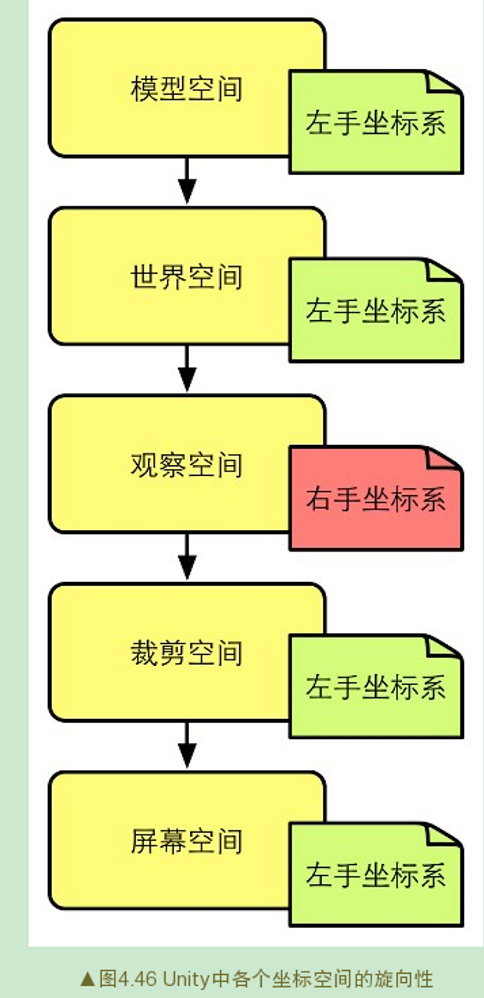 模型空间
左手坐标系
世界空间
左手坐标系
观察空间
右手坐标系
裁剪空间
左手坐标系
屏幕空间
左手坐标系
▲图4.46 Unity中各个坐标空间的旋向性